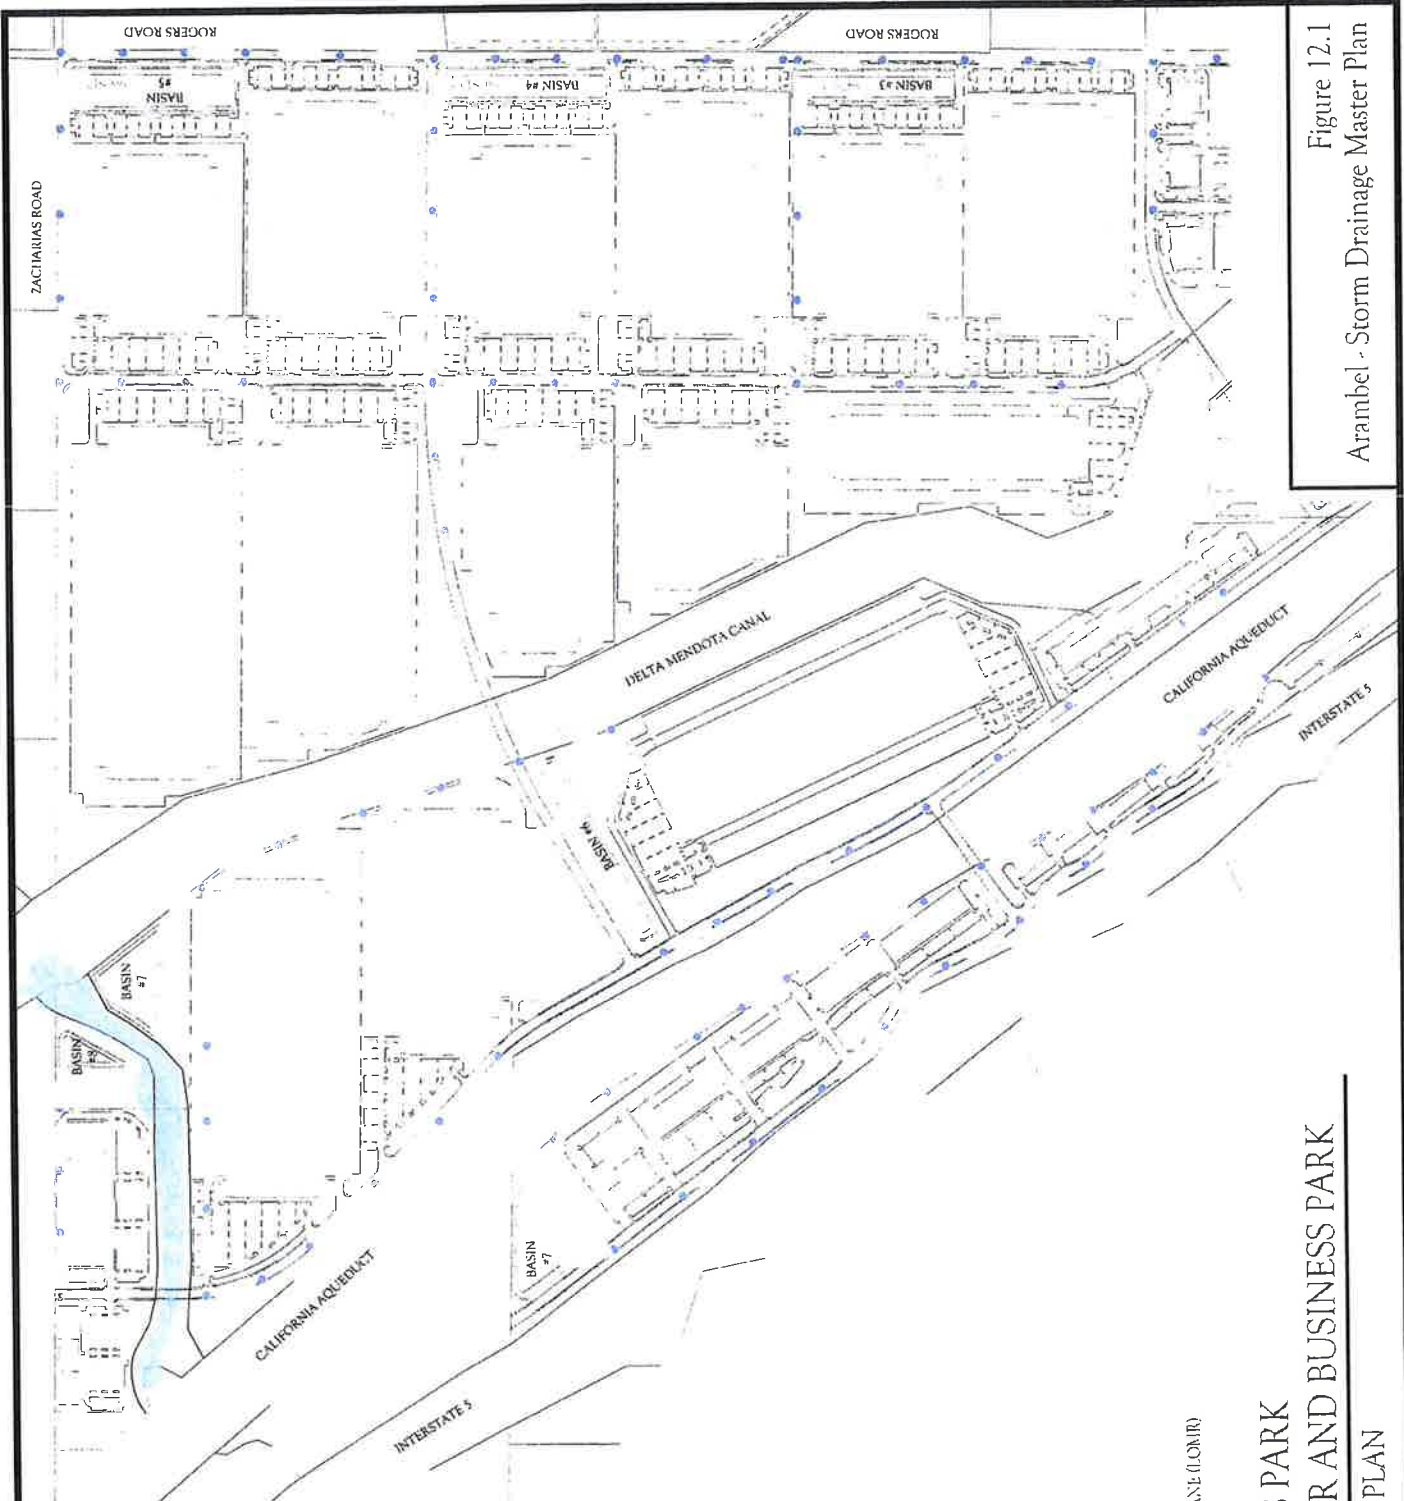 ROGERS ROAD
ROGERS ROAD
BASIN
#5
BASIN #4
BASIN #3
ZACHARIAS ROAD
Figure 12.1
Arambel - Storm Drainage Master Plan
DELTA MENDOTA CANAL
CALIFORNIA AQUEDUCT
INTERSTATE 5
BASIN #6
BASIN
#7
BASIN
#8
BASIN
#7
CALIFORNIA AQUEDUCT
INTERSTATE 5
(LOMR)
PARK
R AND BUSINESS PARK
PLAN